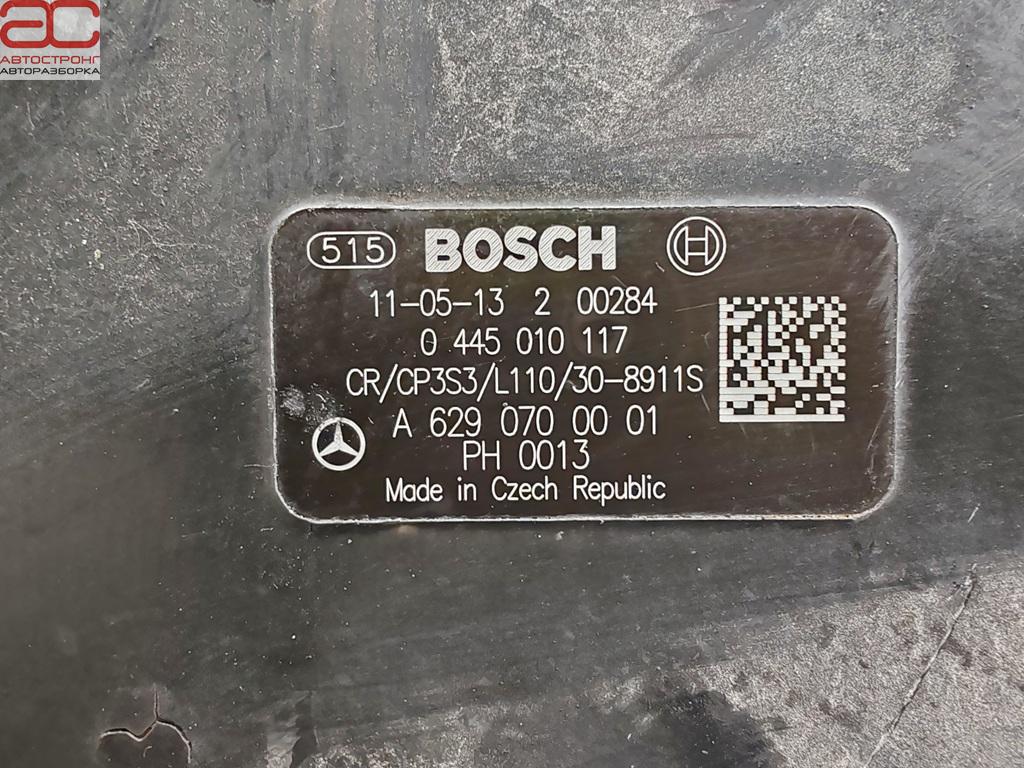 AC
АВТОСТРОНГ
АВТОРАЗБОРКА
515 BOSCH
11-05-13 2 00284
0 445 010 117
CR/CP3S3/L110/30-8911S
A 629 070 00 01
PH 0013
Made in Czech Republic